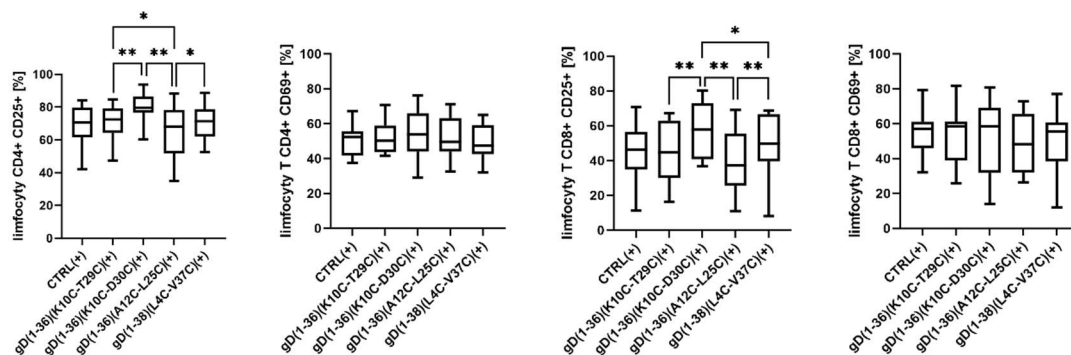 limfocyty CD4+ CD25+ [%]
100
80
60
40
20
0
*
** ** *
CTRL(+)
gD(1-36)(K10C-T29C)(+)
gD(1-36)(K10C-D30C)(+)
gD(1-36)(A12C-L25C)(+)
gD(1-38)(L4C-V37C)(+)
limfocyty T CD4+ CD69+ [%]
100
80
60
40
20
0
CTRL(+)
gD(1-36)(K10C-T29C)(+)
gD(1-36)(K10C-D30C)(+)
gD(1-36)(A12C-L25C)(+)
gD(1-38)(L4C-V37C)(+)
limfocyty T CD8+ CD25+ [%]
100
80
60
40
20
0
*
** ** **
CTRL(+)
gD(1-36)(K10C-T29C)(+)
gD(1-36)(K10C-D30C)(+)
gD(1-36)(A12C-L25C)(+)
gD(1-38)(L4C-V37C)(+)
limfocyty T CD8+ CD69+ [%]
100
80
60
40
20
0
CTRL(+)
gD(1-36)(K10C-T29C)(+)
gD(1-36)(K10C-D30C)(+)
gD(1-36)(A12C-L25C)(+)
gD(1-38)(L4C-V37C)(+)